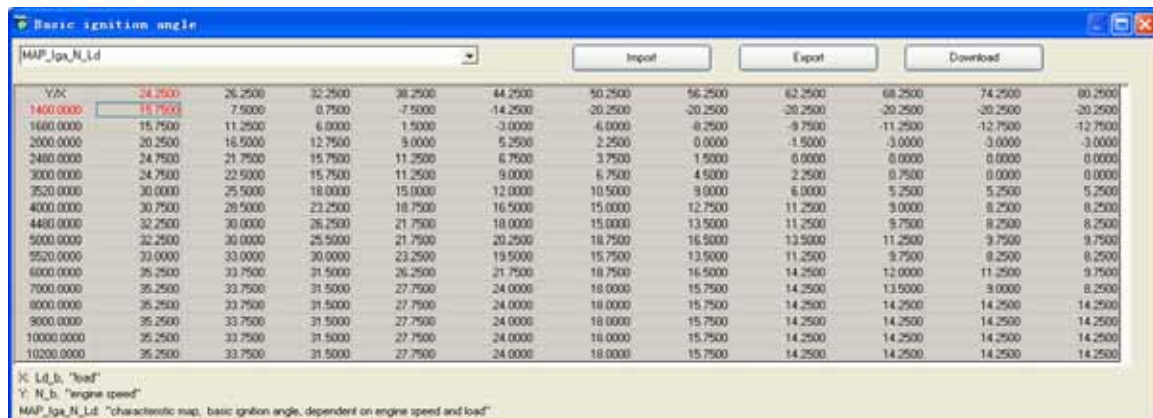 Basic ignition angle
MAP_Iga_N_Ld Import Export Download
Y/X 24.2500 26.2500 32.2500 38.2500 44.2500 50.2500 56.2500 62.2500 68.2500 74.2500 80.2500
1400.0000 15.7500 7.5000 0.7500 -7.5000 -14.2500 -20.2500 -20.2500 -20.2500 -20.2500 -20.2500 -20.2500
1680.0000 15.7500 11.2500 6.0000 1.5000 -3.0000 -6.0000 -8.2500 -9.7500 -11.2500 -12.7500 -12.7500
2000.0000 20.2500 16.5000 12.7500 9.0000 5.2500 2.2500 0.0000 -1.5000 -3.0000 -3.0000 -3.0000
2480.0000 24.7500 21.7500 15.7500 11.2500 6.7500 3.7500 1.5000 0.0000 0.0000 0.0000 0.0000
3000.0000 24.7500 22.5000 15.7500 11.2500 9.0000 6.7500 4.5000 2.2500 0.7500 0.0000 0.0000
3520.0000 30.0000 25.5000 18.0000 15.0000 12.0000 10.5000 9.0000 6.0000 5.2500 5.2500 5.2500
4000.0000 30.7500 28.5000 23.2500 18.7500 16.5000 15.0000 12.7500 11.2500 9.0000 8.2500 8.2500
4480.0000 32.2500 30.0000 26.2500 21.7500 18.0000 15.0000 13.5000 11.2500 9.7500 8.2500 8.2500
5000.0000 32.2500 30.0000 25.5000 21.7500 20.2500 18.7500 16.5000 13.5000 11.2500 9.7500 9.7500
5520.0000 33.0000 33.0000 30.0000 23.2500 19.5000 15.7500 13.5000 11.2500 9.7500 8.2500 8.2500
6000.0000 35.2500 33.7500 31.5000 26.2500 21.7500 18.7500 16.5000 14.2500 12.0000 11.2500 9.7500
7000.0000 35.2500 33.7500 31.5000 27.7500 24.0000 18.0000 15.7500 14.2500 13.5000 9.0000 8.2500
8000.0000 35.2500 33.7500 31.5000 27.7500 24.0000 18.0000 15.7500 14.2500 14.2500 14.2500 14.2500
9000.0000 35.2500 33.7500 31.5000 27.7500 24.0000 18.0000 15.7500 14.2500 14.2500 14.2500 14.2500
10000.0000 35.2500 33.7500 31.5000 27.7500 24.0000 18.0000 15.7500 14.2500 14.2500 14.2500 14.2500
10200.0000 35.2500 33.7500 31.5000 27.7500 24.0000 18.0000 15.7500 14.2500 14.2500 14.2500 14.2500
X: Ld_b, "load"
Y: N_b, "engine speed"
MAP_Iga_N_Ld: "characteristic map, basic ignition angle, dependent on engine speed and load"